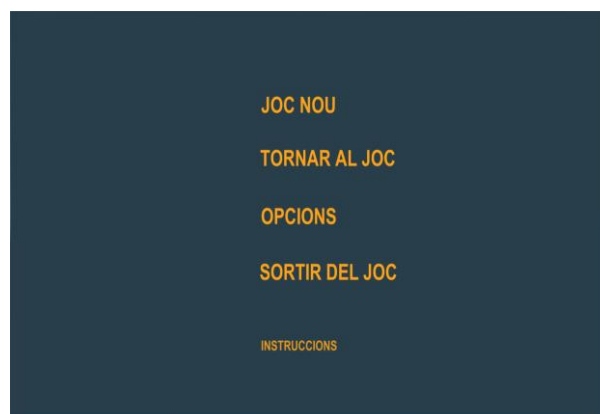 JOC NOU
TORNAR AL JOC
OPCIONS
SORTIR DEL JOC
INSTRUCCIONS